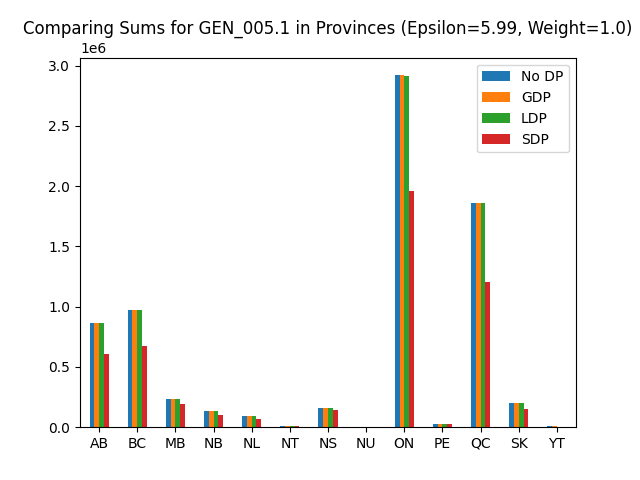 Comparing Sums for GEN_005.1 in Provinces (Epsilon=5.99, Weight=1.0)
1e6
3.0
2.5
2.0
1.5
1.0
0.5
0.0
No DP
GDP
LDP
SDP
AB BC MB NB NL NT NS NU ON PE QC SK YT